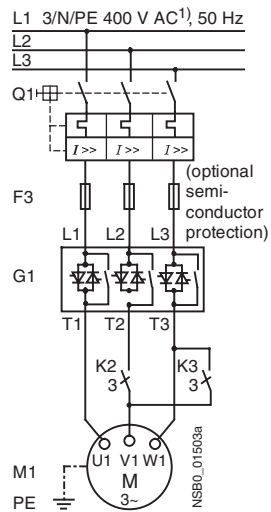 L1 3/N/PE 400 V AC1), 50 Hz
L2
L3
Q1
I >> I >> I >>
(optional
semi-
conductor
protection)
F3
L1 L2 L3
G1
T1 T2 T3
K2
3
K3
3
U1 V1 W1
M
3~
M1
PE
NSB0_01503a